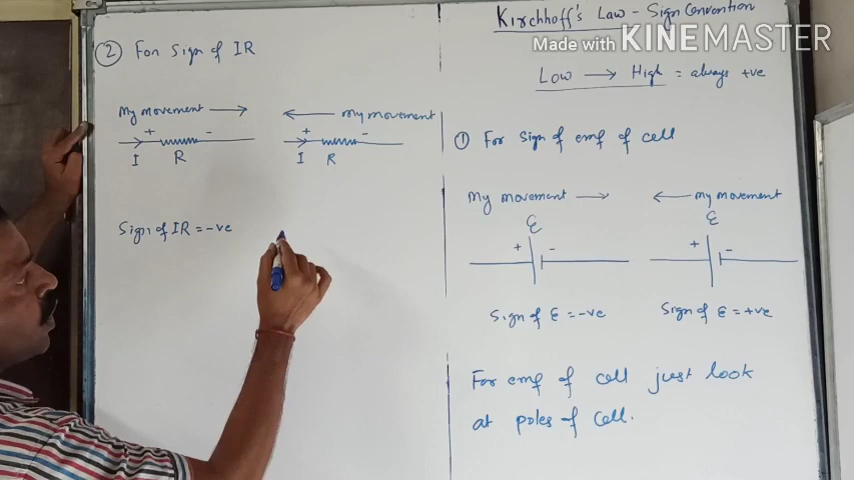 Kirchhoff's Law - Sign Convention
Made with KINEMASTER
Low → High = always +ve
② For Sign of IR
My movement →
← my movement
+ -
+ -
I R
I R
Sign of IR = -ve
① For Sign of emf of cell
My movement →
← my movement
ε
ε
+ -
+ -
Sign of ε = -ve
Sign of ε = +ve
For emf of cell just look
at poles of cell.